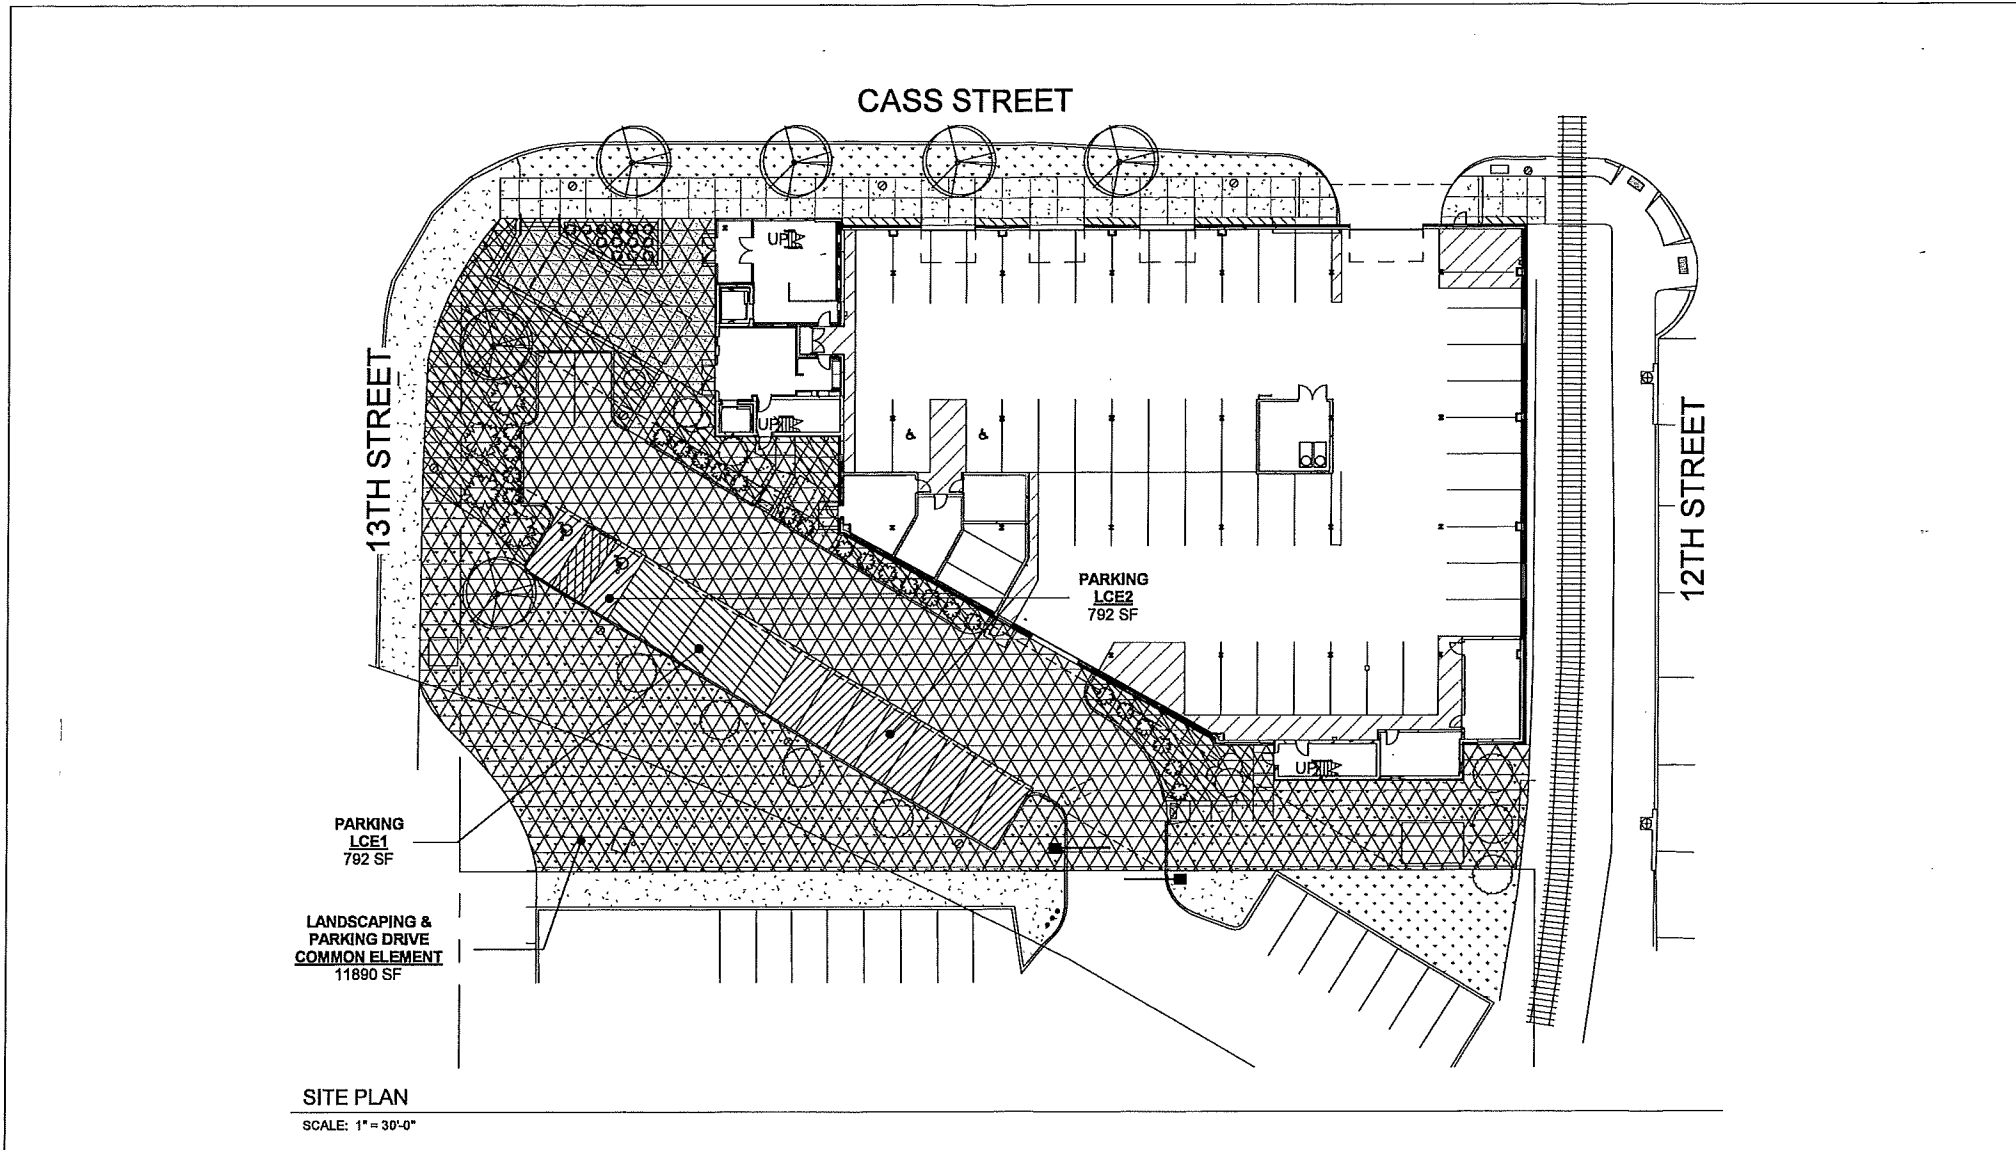 CASS STREET
13TH STREET
12TH STREET
UP
UP
PARKING
LCE2
792 SF
UP
PARKING
LCE1
792 SF
LANDSCAPING &
PARKING DRIVE
COMMON ELEMENT
11890 SF
SITE PLAN
SCALE: 1" = 30'-0"